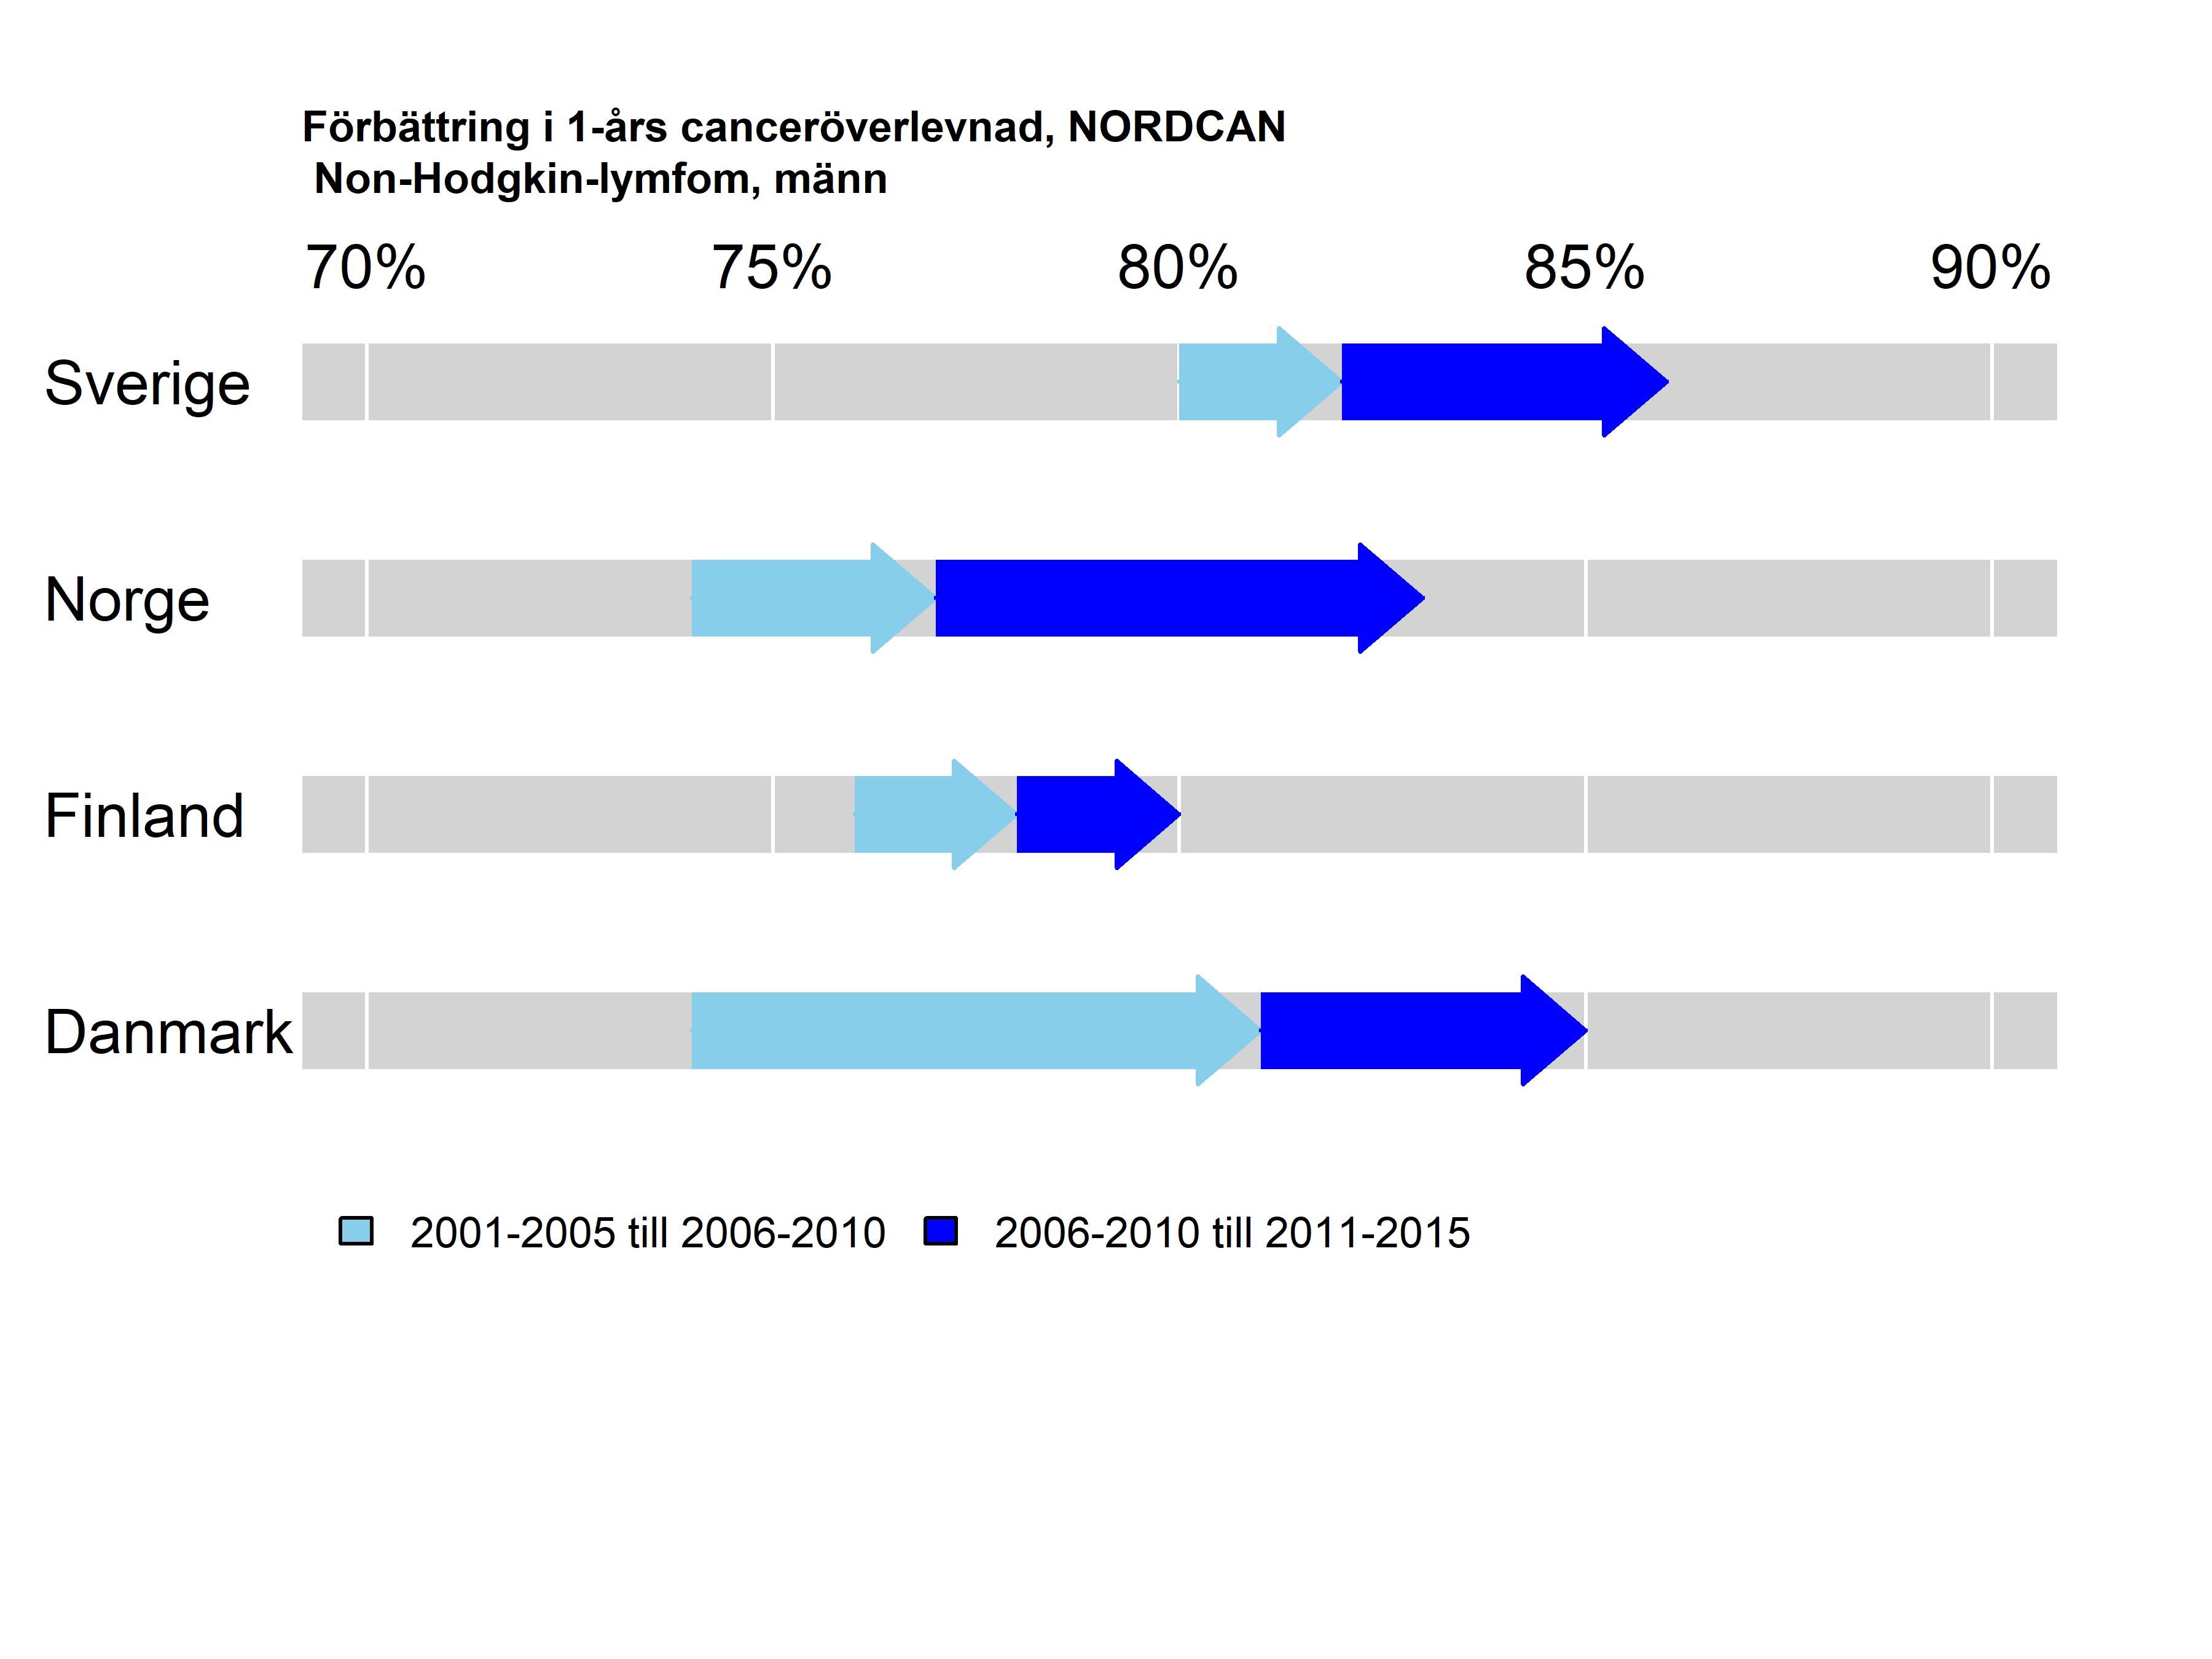 Förbättring i 1-års canceröverlevnad, NORDCAN
Non-Hodgkin-lymfom, männ
70% 75% 80% 85% 90%
Sverige
Norge
Finland
Danmark
2001-2005 till 2006-2010 2006-2010 till 2011-2015